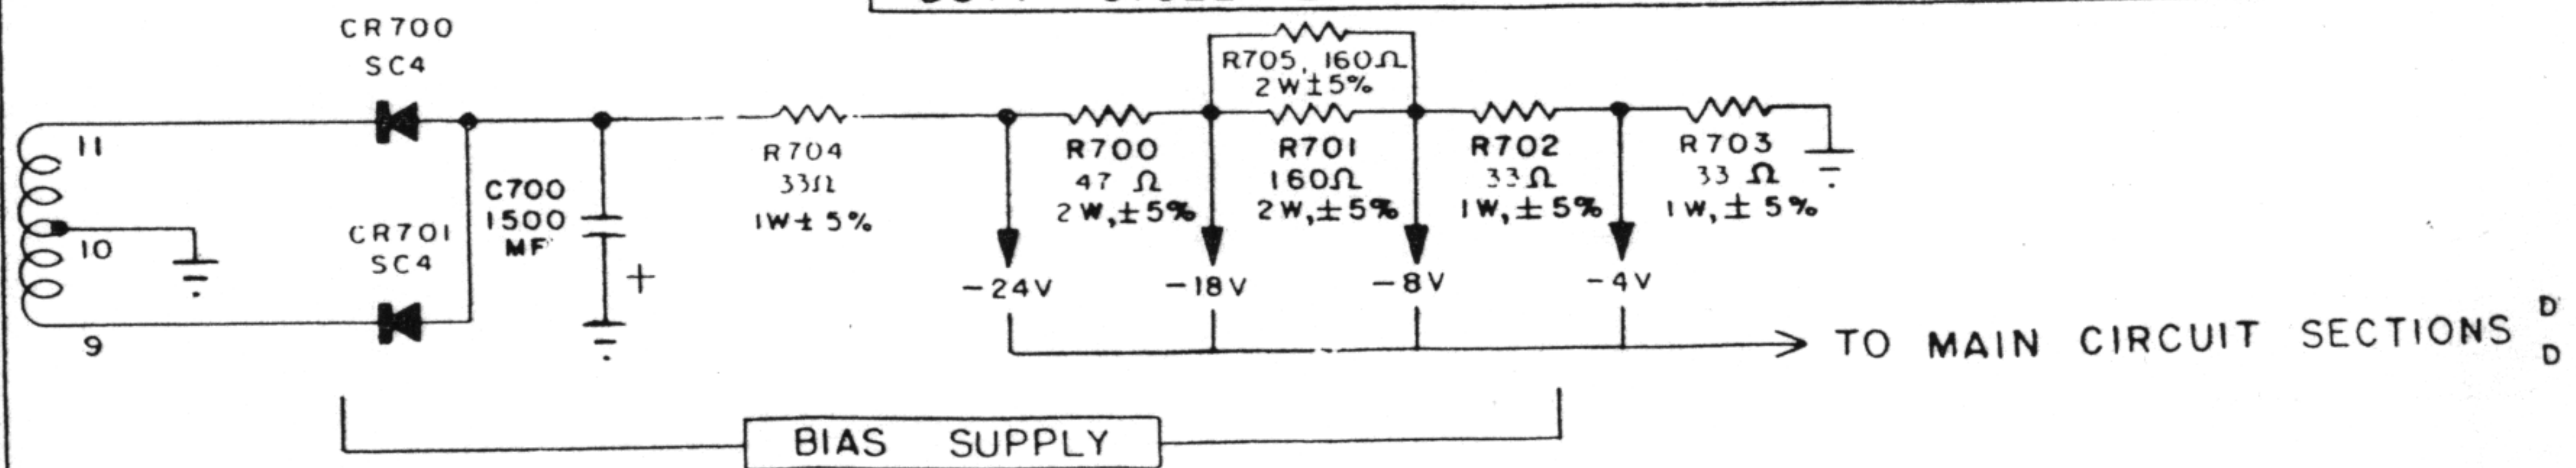 CR700
SC4
11
10
9
CR701
SC4
C700
1500
MF
+
R704
33Ω
1W± 5%
R705, 160Ω
2W±5%
R700
47 Ω
2W,±5%
R701
160Ω
2W,±5%
R702
33Ω
1W,±5%
R703
33 Ω
1W,± 5%
-24V
-18V
-8V
-4V
TO MAIN CIRCUIT SECTIONS
D
D
BIAS SUPPLY